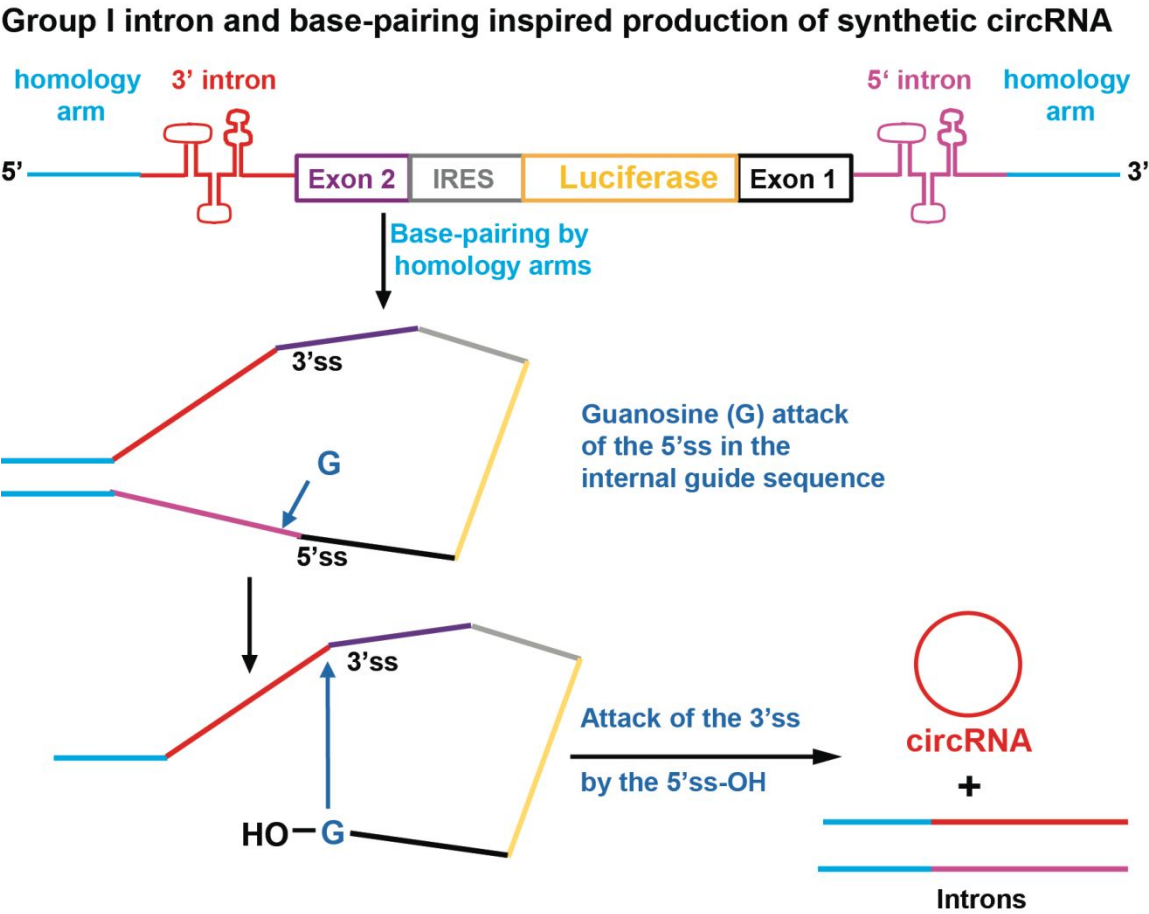 Group I intron and base-pairing inspired production of synthetic circRNA
homology
arm
3’ intron
5‘ intron
homology
arm
5’
Exon 2
IRES
Luciferase
Exon 1
3’
Base-pairing by
homology arms
3’ss
G
5’ss
Guanosine (G) attack
of the 5’ss in the
internal guide sequence
3’ss
HO
G
Attack of the 3’ss
by the 5’ss-OH
circRNA
+
Introns